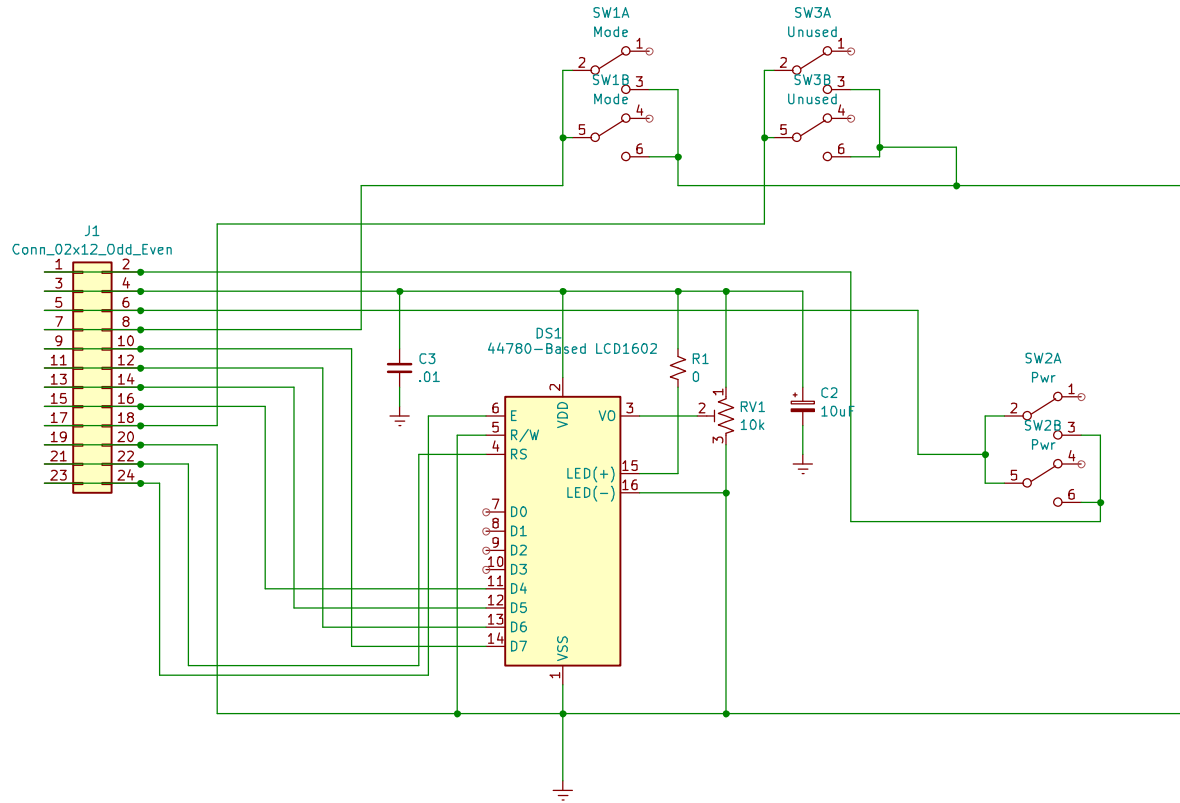 SW1A
Mode
1
2
SW1B
3
Mode
4
5
6
SW3A
Unused
1
2
SW3B
3
Unused
4
5
6
J1
Conn_02x12_Odd_Even
1 2
3 4
5 6
7 8
9 10
11 12
13 14
15 16
17 18
19 20
21 22
23 24
C3
.01
DS1
44780-Based LCD1602
2
VDD
6 E
5 R/W
4 RS
7 D0
8 D1
9 D2
10 D3
11 D4
12 D5
13 D6
14 D7
VO 3
LED(+) 15
LED(-) 16
VSS
1
R1
0
1
2
3
RV1
10k
+
C2
10uF
SW2A
Pwr
1
2
SW2B
3
Pwr
4
5
6